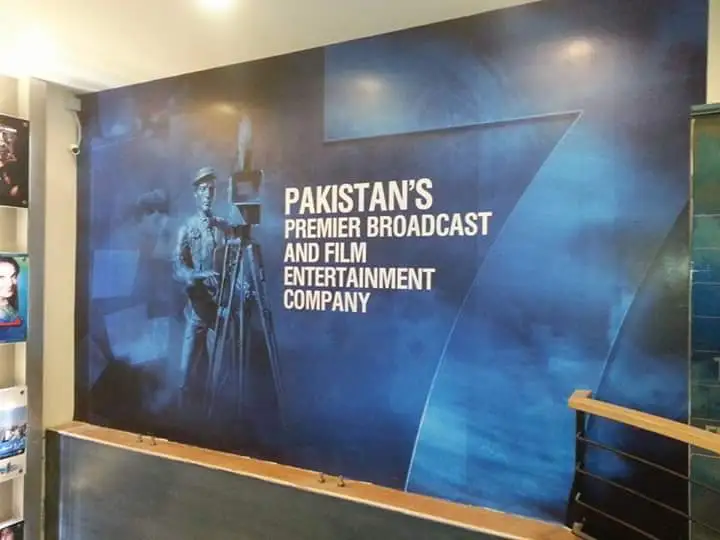 PAKISTAN'S
PREMIER BROADCAST
AND FILM
ENTERTAINMENT
COMPANY